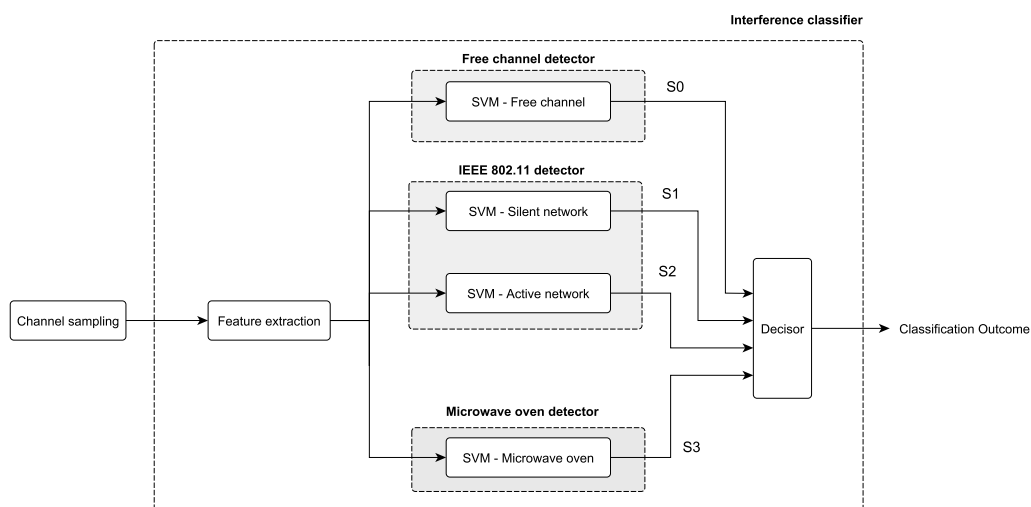 Interference classifier
Free channel detector
SVM - Free channel
S0
IEEE 802.11 detector
SVM - Silent network
S1
SVM - Active network
S2
Channel sampling
Feature extraction
Decisor
Classification Outcome
Microwave oven detector
SVM - Microwave oven
S3